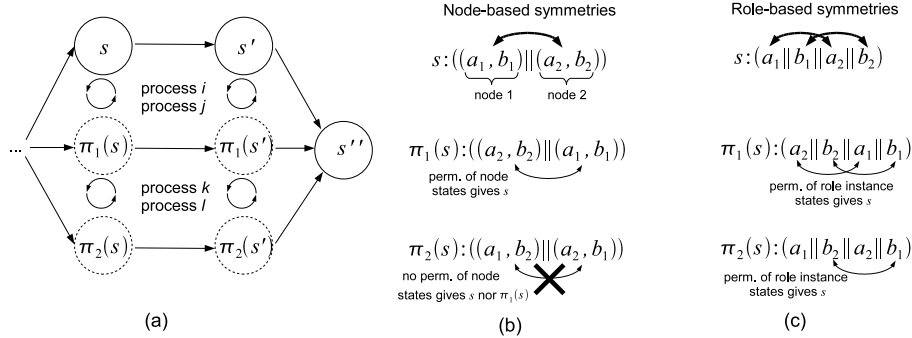 s
s′
process i
process j
...
π₁(s)
π₁(s′)
s′′
process k
process l
π₂(s)
π₂(s′)
(a)
Node-based symmetries
s:((a₁, b₁)||(a₂, b₂))
node 1 node 2
π₁(s):((a₂, b₂)||(a₁, b₁))
perm. of node
states gives s
π₂(s):((a₁, b₂)||(a₂, b₁))
no perm. of node
states gives s nor π₁(s)
(b)
Role-based symmetries
s:(a₁||b₁||a₂||b₂)
π₁(s):(a₂||b₂||a₁||b₁)
perm. of role instance
states gives s
π₂(s):(a₁||b₂||a₂||b₁)
perm. of role instance
states gives s
(c)